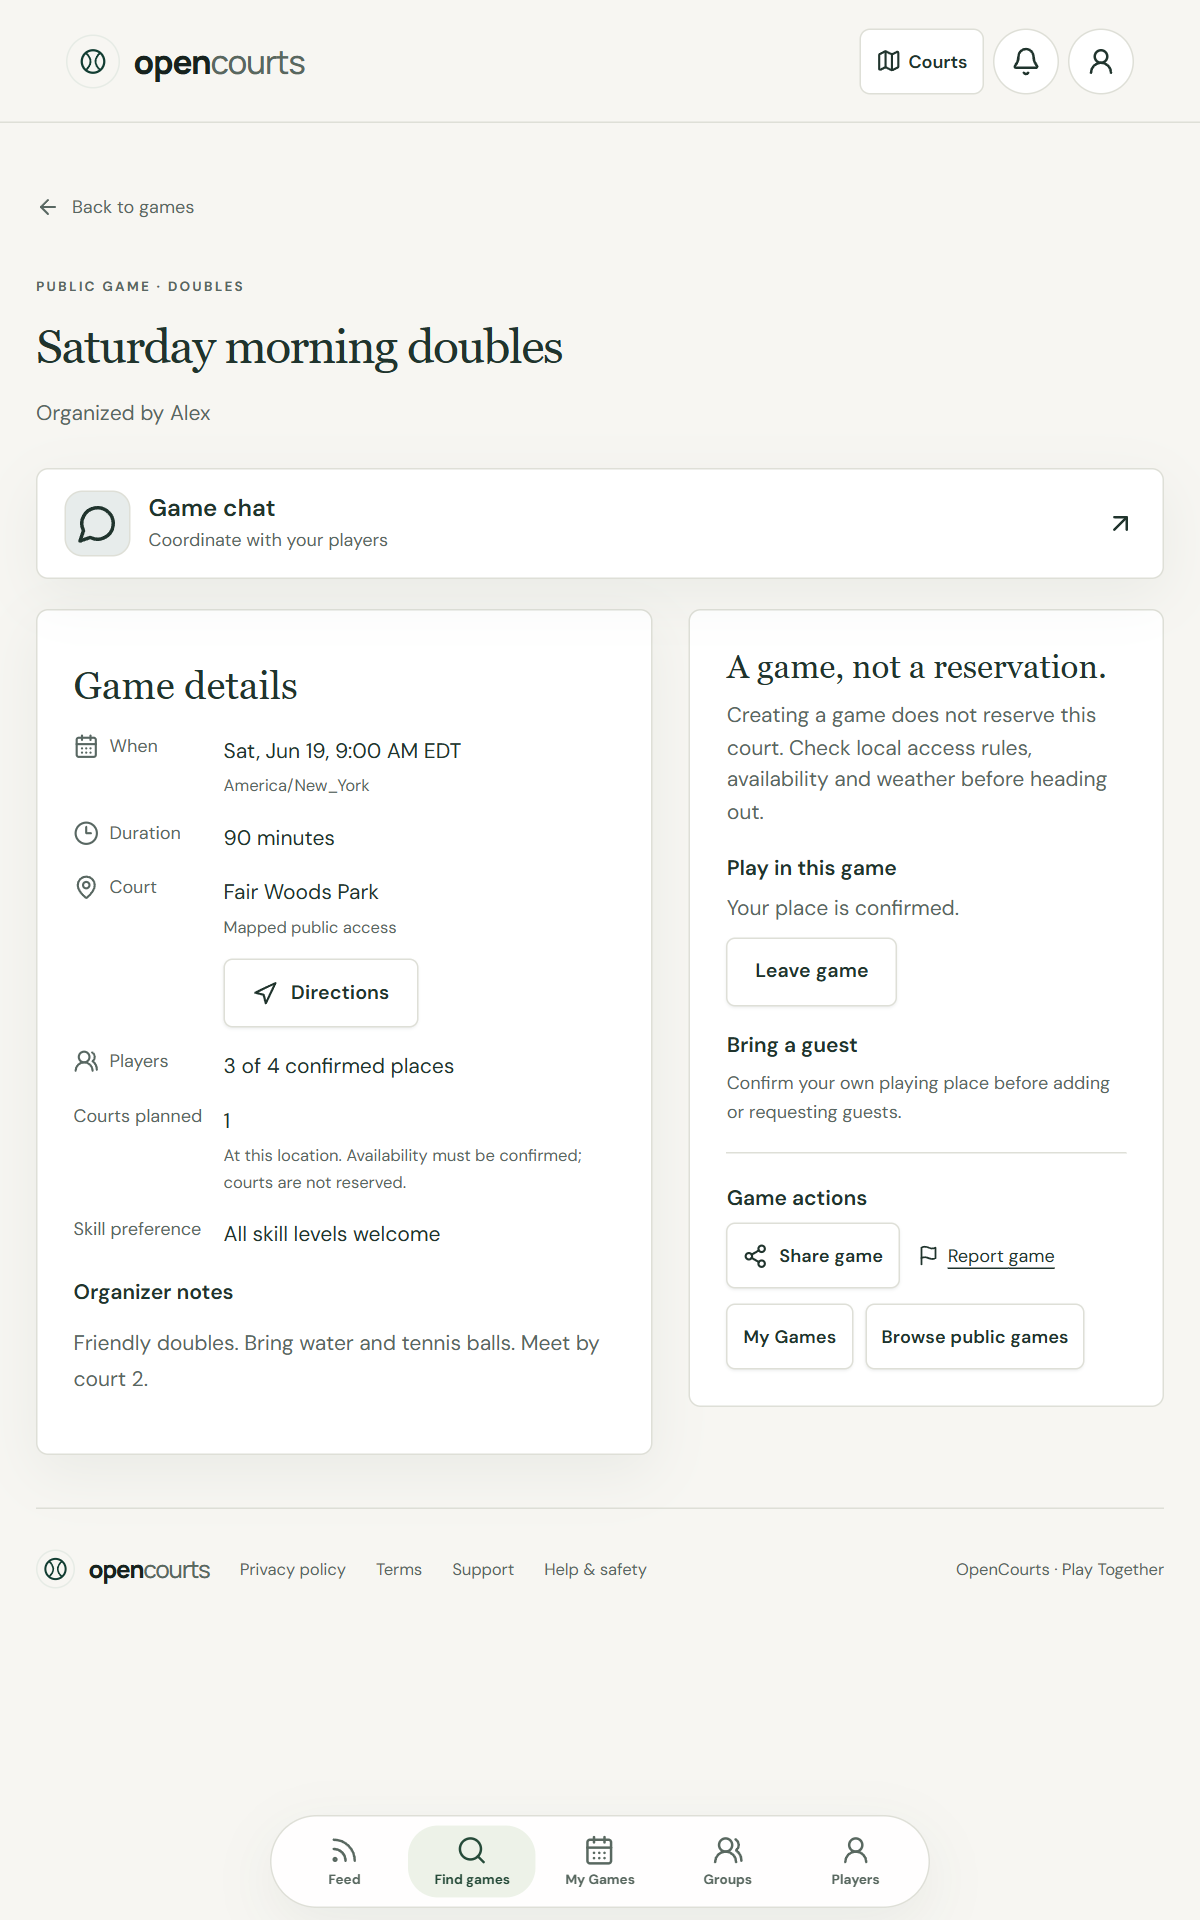 opencourts
Courts
Back to games
PUBLIC GAME · DOUBLES
Saturday morning doubles
Organized by Alex
Game chat
Coordinate with your players
Game details
When
Sat, Jun 19, 9:00 AM EDT
America/New_York
Duration
90 minutes
Court
Fair Woods Park
Mapped public access
Directions
Players
3 of 4 confirmed places
Courts planned
1
At this location. Availability must be confirmed;
courts are not reserved.
Skill preference
All skill levels welcome
Organizer notes
Friendly doubles. Bring water and tennis balls. Meet by
court 2.
A game, not a reservation.
Creating a game does not reserve this
court. Check local access rules,
availability and weather before heading
out.
Play in this game
Your place is confirmed.
Leave game
Bring a guest
Confirm your own playing place before adding
or requesting guests.
Game actions
Share game
Report game
My Games
Browse public games
opencourts
Privacy policy
Terms
Support
Help & safety
OpenCourts · Play Together
Feed
Find games
My Games
Groups
Players